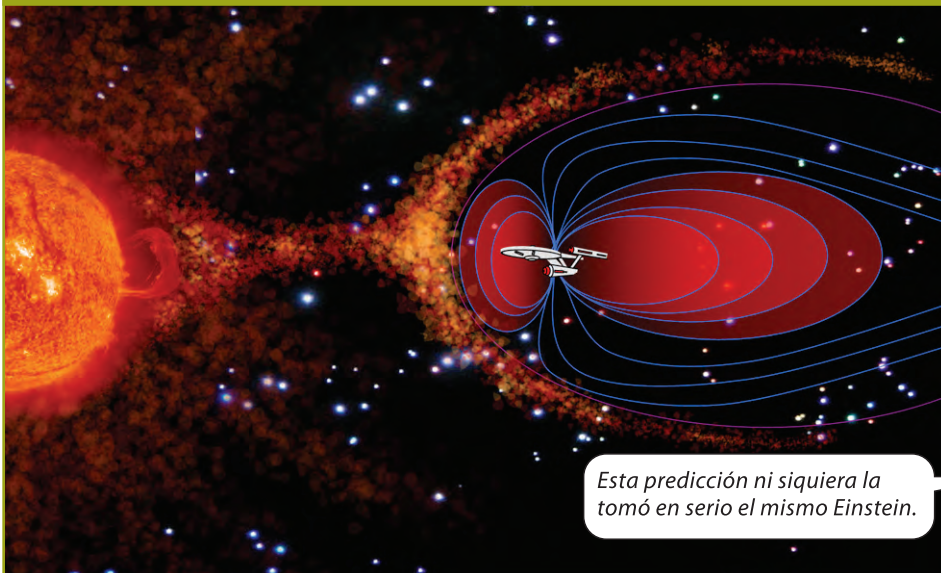 Esta predicción ni siquiera la
tomó en serio el mismo Einstein.